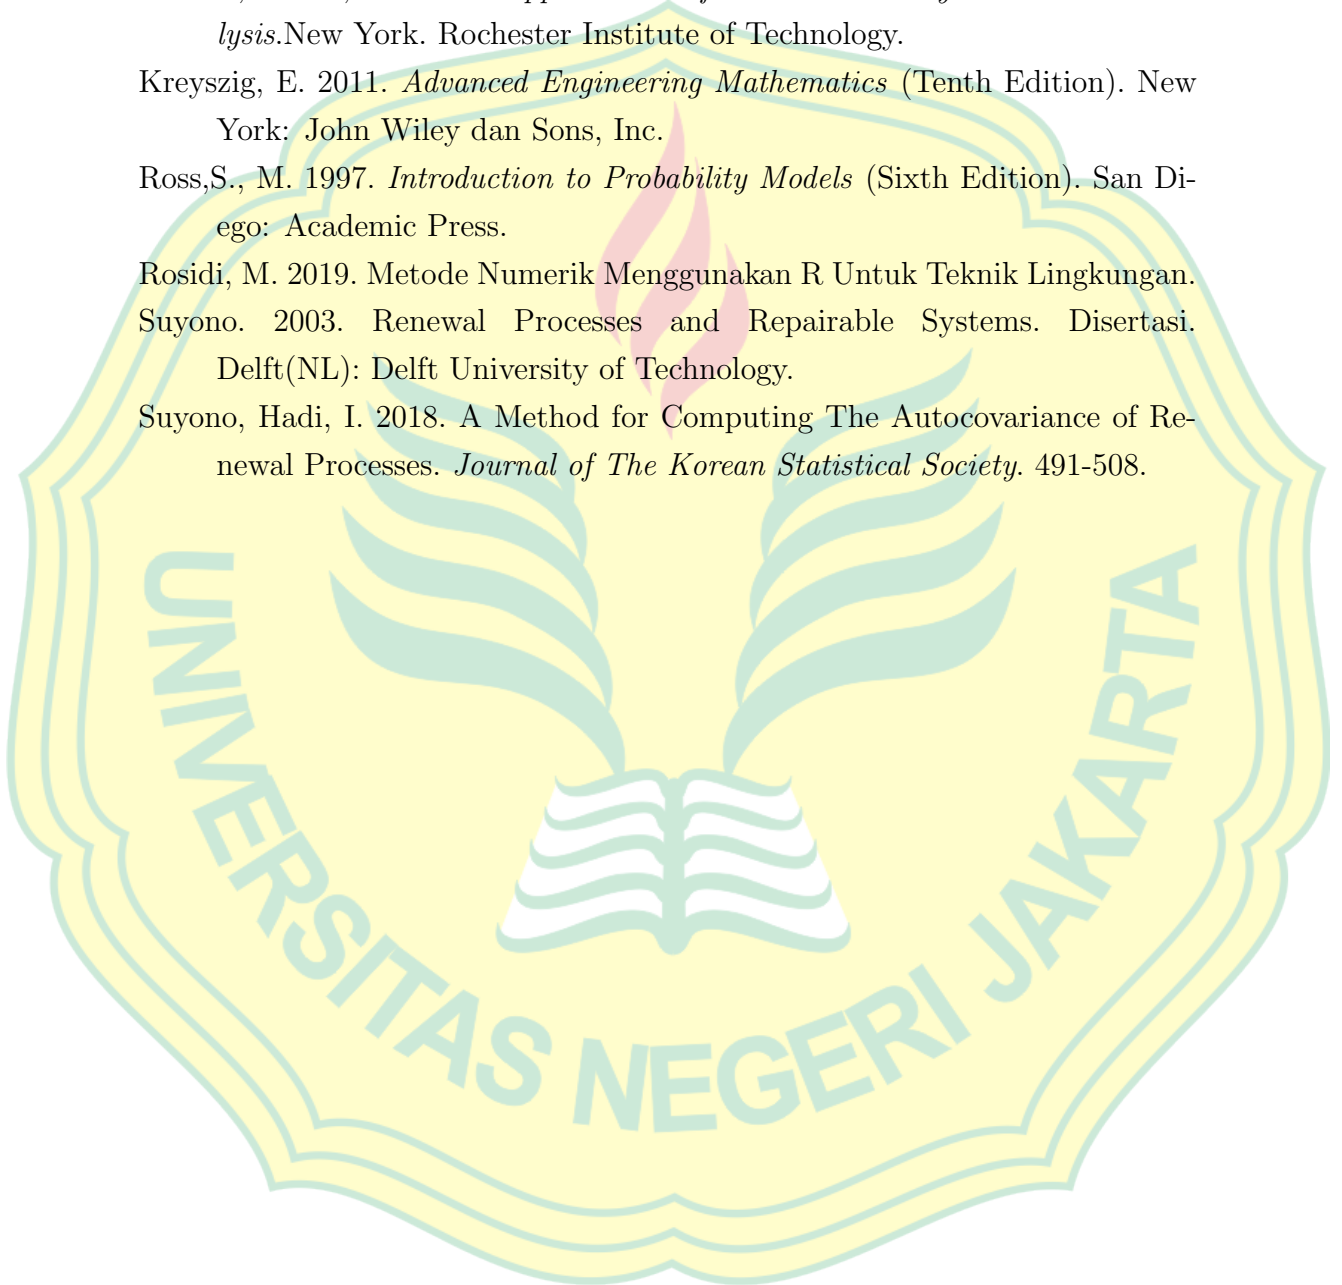 lysis.New York. Rochester Institute of Technology.
Kreyszig, E. 2011. Advanced Engineering Mathematics (Tenth Edition). New
York: John Wiley dan Sons, Inc.
Ross,S., M. 1997. Introduction to Probability Models (Sixth Edition). San Di-
ego: Academic Press.
Rosidi, M. 2019. Metode Numerik Menggunakan R Untuk Teknik Lingkungan.
Suyono. 2003. Renewal Processes and Repairable Systems. Disertasi.
Delft(NL): Delft University of Technology.
Suyono, Hadi, I. 2018. A Method for Computing The Autocovariance of Re-
newal Processes. Journal of The Korean Statistical Society. 491-508.
UNIVERSITAS NEGERI JAKARTA